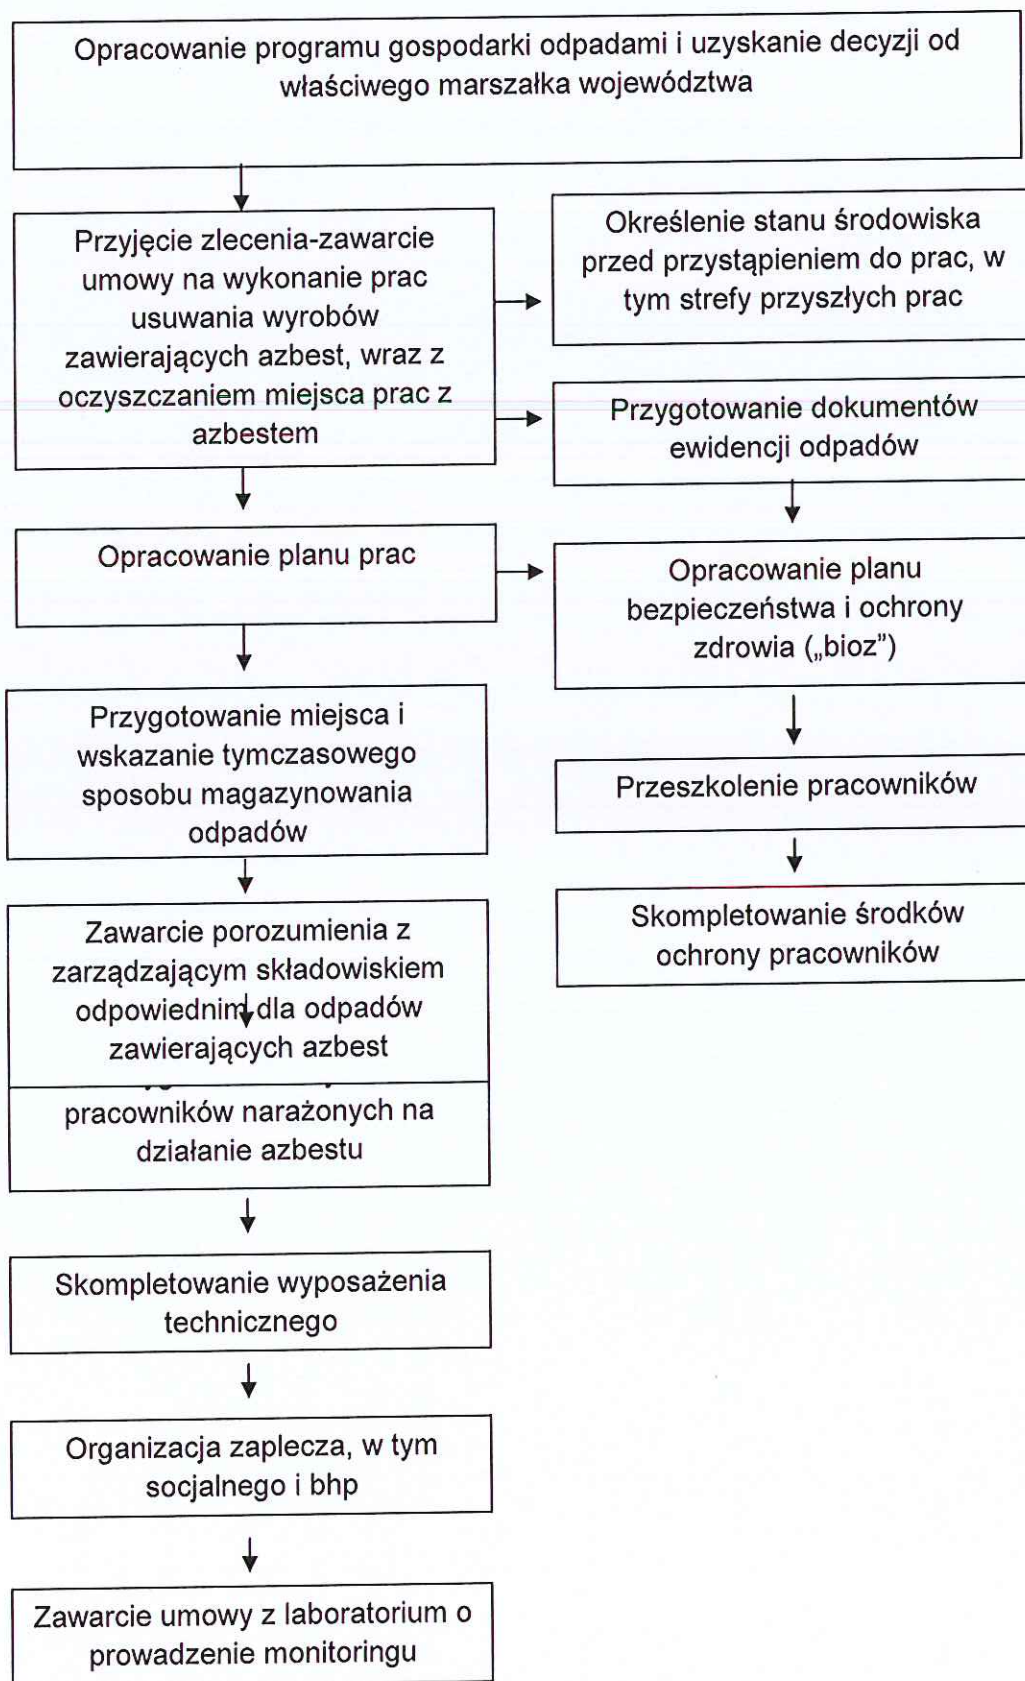 Opracowanie programu gospodarki odpadami i uzyskanie decyzji od
właściwego marszałka województwa
Przyjęcie zlecenia-zawarcie
umowy na wykonanie prac
usuwania wyrobów
zawierających azbest, wraz z
oczyszczaniem miejsca prac z
azbestem
Określenie stanu środowiska
przed przystąpieniem do prac, w
tym strefy przyszłych prac
Przygotowanie dokumentów
ewidencji odpadów
Opracowanie planu prac
Opracowanie planu
bezpieczeństwa i ochrony
zdrowia („bioz”)
Przygotowanie miejsca i
wskazanie tymczasowego
sposobu magazynowania
odpadów
Przeszkolenie pracowników
Skompletowanie środków
ochrony pracowników
Zawarcie porozumienia z
zarządzającym składowiskiem
odpowiednim dla odpadów
zawierających azbest
pracowników narażonych na
działanie azbestu
Skompletowanie wyposażenia
technicznego
Organizacja zaplecza, w tym
socjalnego i bhp
Zawarcie umowy z laboratorium o
prowadzenie monitoringu